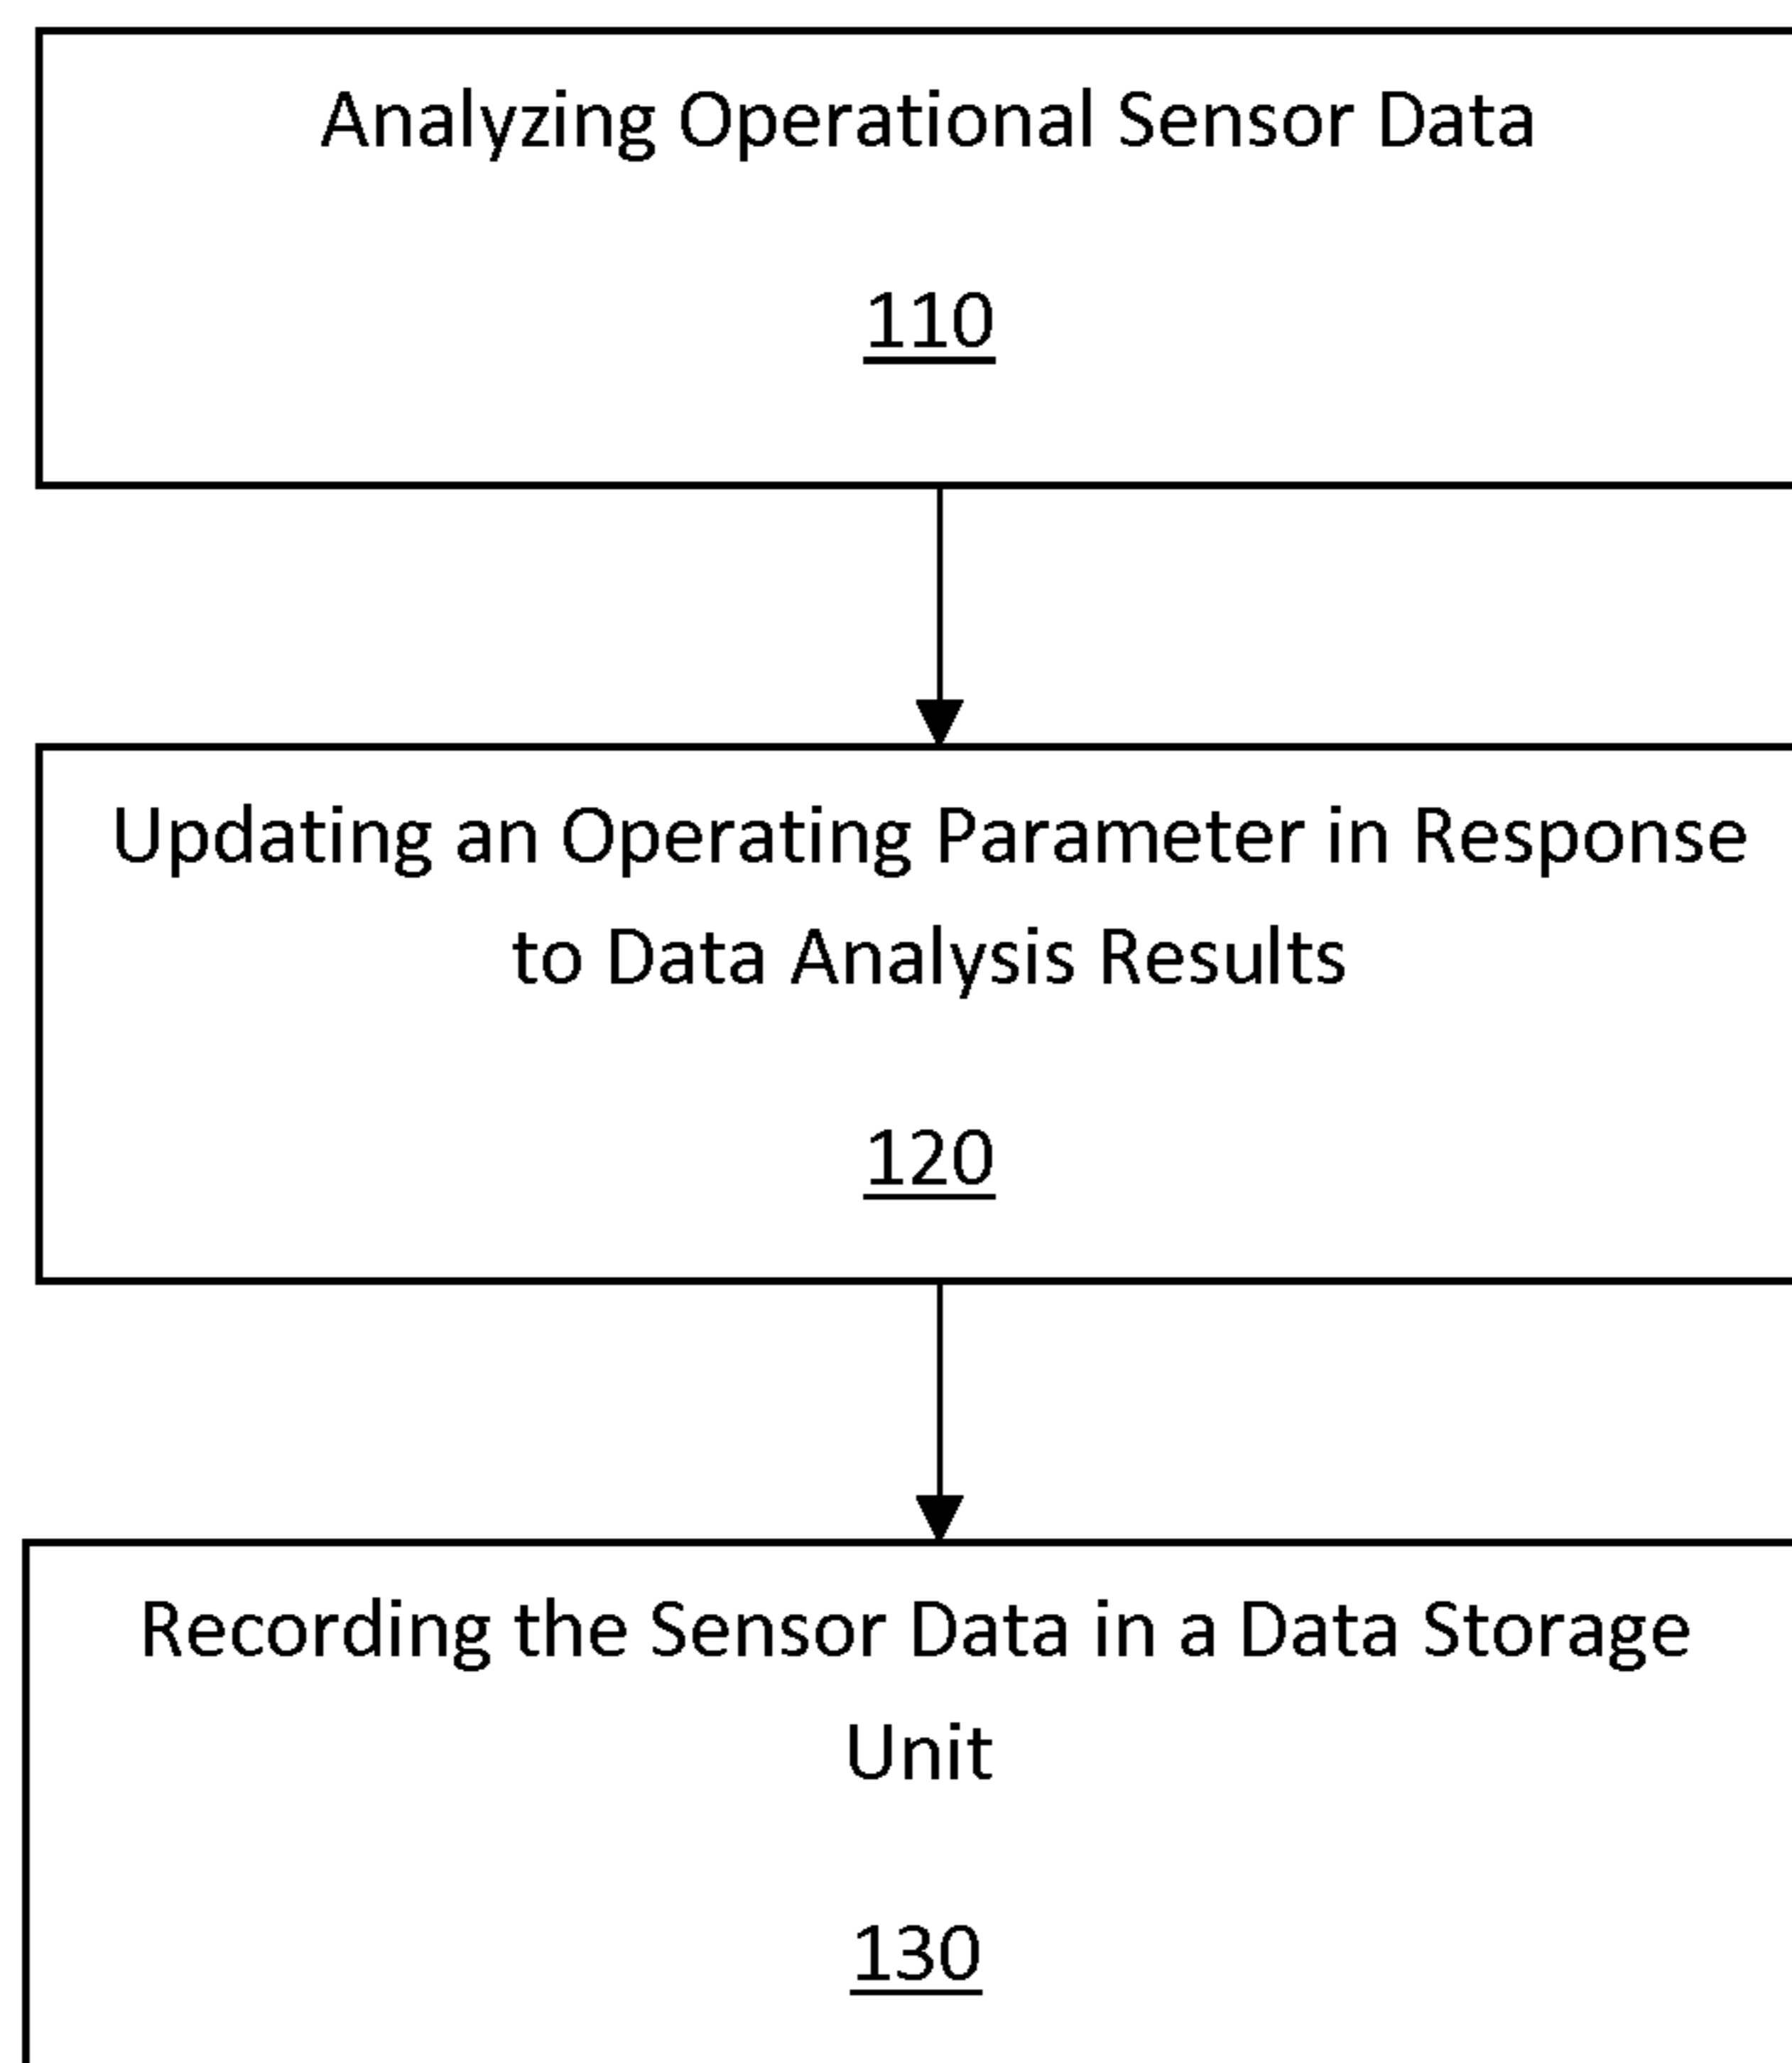 Analyzing Operational Sensor Data
110
Updating an Operating Parameter in Response
to Data Analysis Results
120
Recording the Sensor Data in a Data Storage
Unit
130